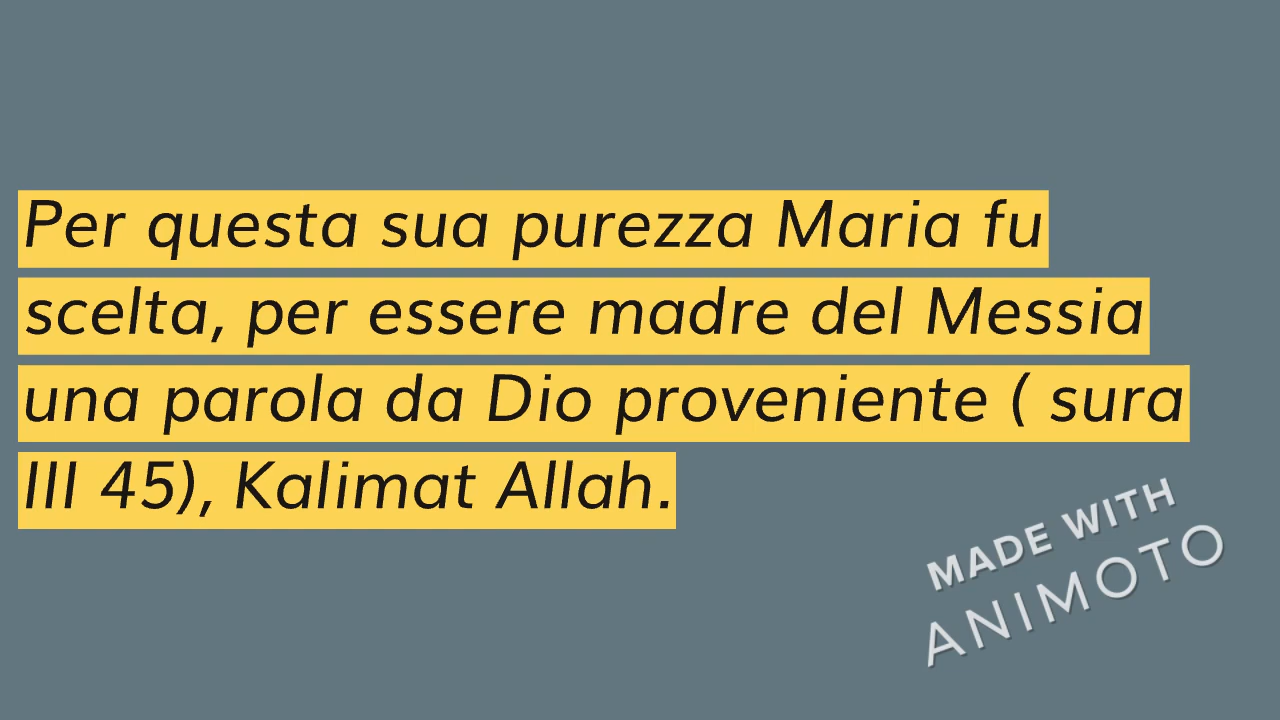 Per questa sua purezza Maria fu
scelta, per essere madre del Messia
una parola da Dio proveniente ( sura
III 45), Kalimat Allah.
MADE WITH
ANIMOTO